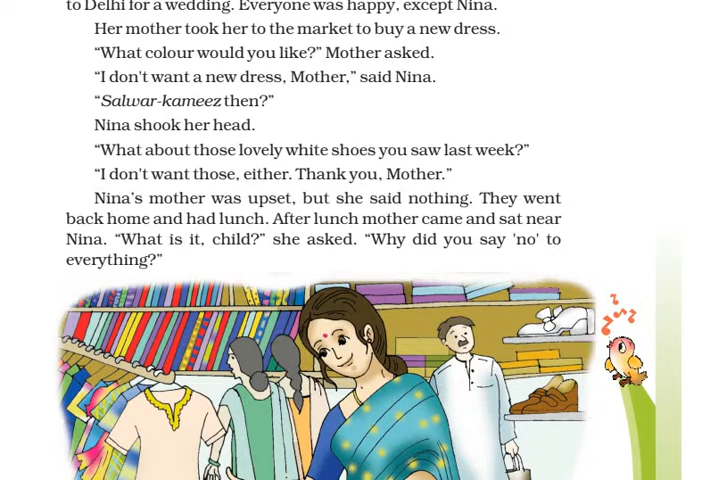 to Delhi for a wedding. Everyone was happy, except Nina.
Her mother took her to the market to buy a new dress.
“What colour would you like?” Mother asked.
“I don't want a new dress, Mother,” said Nina.
“Salwar-kameez then?”
Nina shook her head.
“What about those lovely white shoes you saw last week?”
“I don't want those, either. Thank you, Mother.”
Nina’s mother was upset, but she said nothing. They went
back home and had lunch. After lunch mother came and sat near
Nina. “What is it, child?” she asked. “Why did you say 'no' to
everything?”